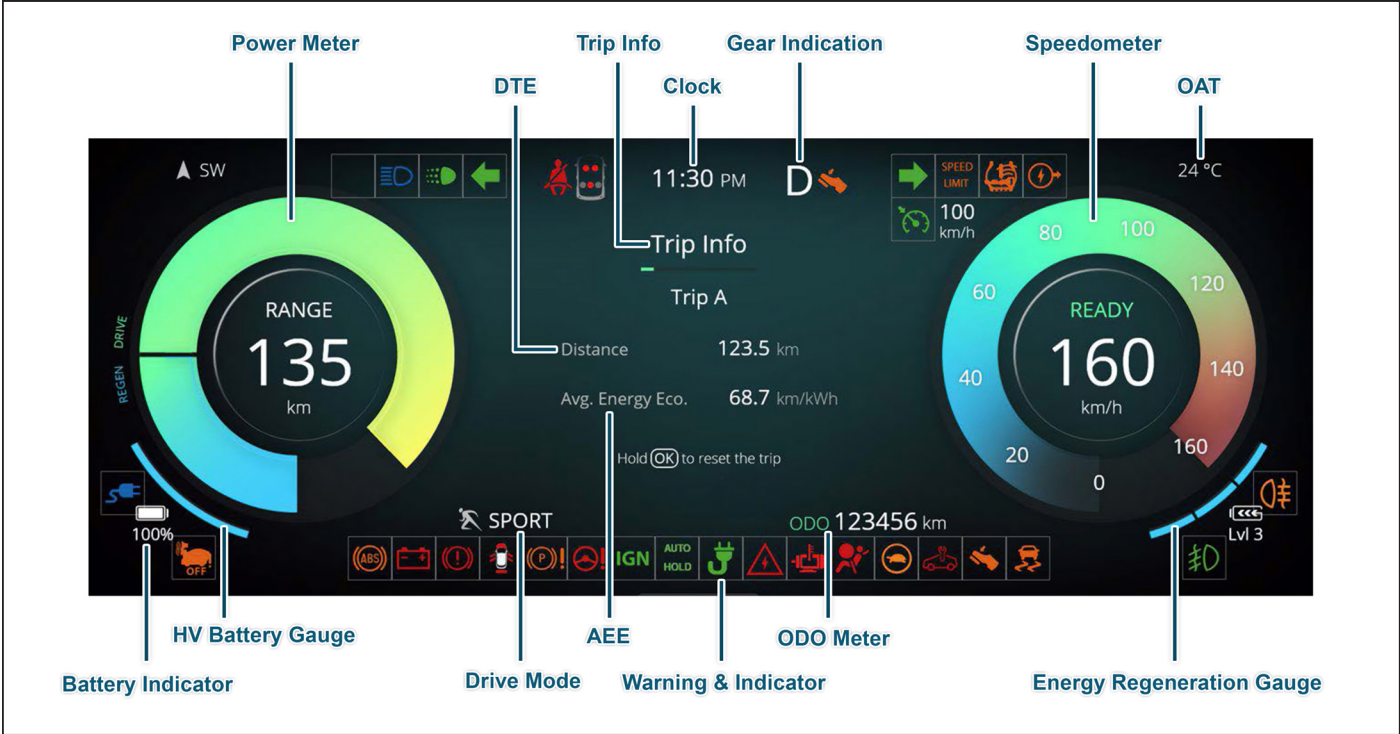 Power Meter
Trip Info
Gear Indication
Speedometer
DTE
Clock
OAT
SW
11:30 PM
D
SPEED
LIMIT
24 °C
100
km/h
Trip Info
Trip A
Distance 123.5 km
Avg. Energy Eco. 68.7 km/kWh
Hold OK to reset the trip
DRIVE
REGEN
RANGE
135
km
READY
160
km/h
0
20
40
60
80
100
120
140
160
100%
OFF
SPORT
ODO 123456 km
Lvl 3
ABS
P
IGN
AUTO
HOLD
HV Battery Gauge
AEE
ODO Meter
Battery Indicator
Drive Mode
Warning & Indicator
Energy Regeneration Gauge